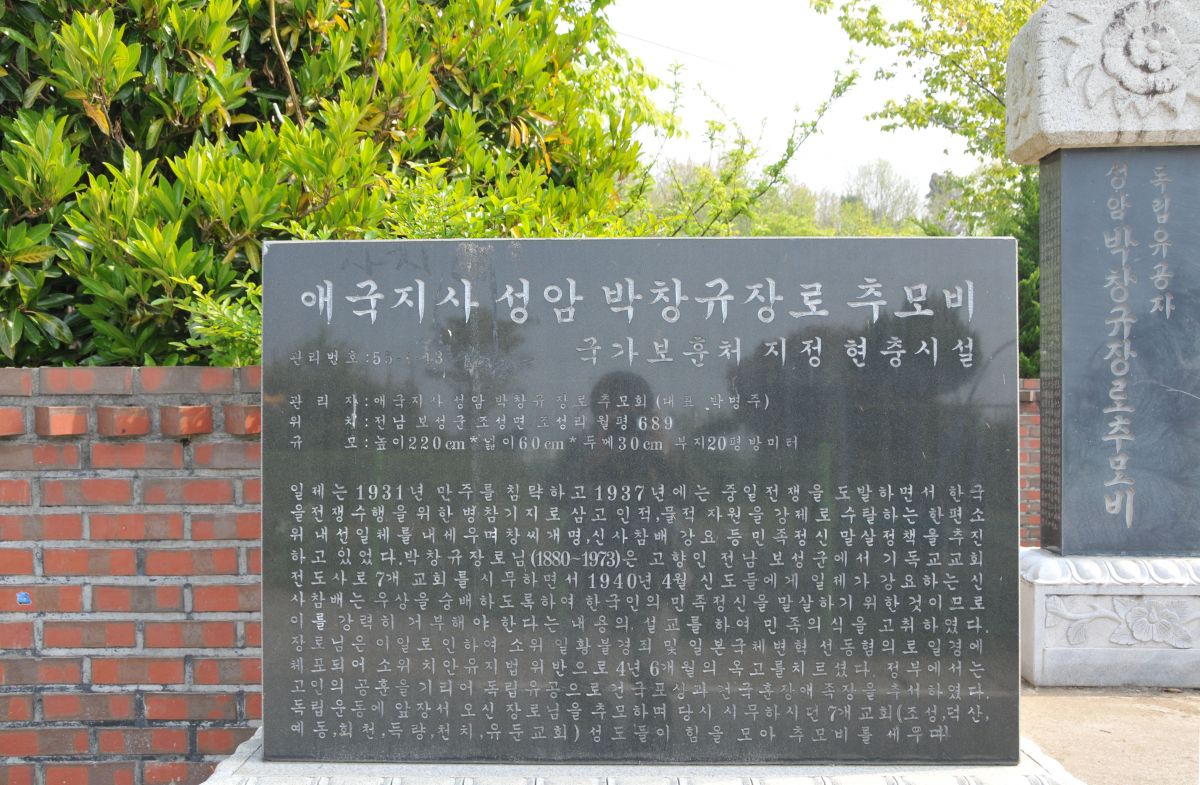 애국지사 성암 박창규장로 추모비
관리번호:55- -43 국가보훈처 지정 현충시설
관 리 자:애국지사 성암 박창규 장로 추모회 (대표 박병주)
위 치:전남 보성군 조성면 조성리 월평 689
규 모:높이220cm*넓이60cm* 두께30cm 부지20평방미터
일제는 1931년 만주를 침략하고 1937년에는 중일전쟁을 도발하면서 한국
을전쟁수행을위한 병참기지로 삼고 인적,물적 자원을 강제로 수탈하는한편 소
위 내선일체를 내세우며창씨개명,신사참배 강요 등민족정신말살정책을추진
하고 있었다.박창규장로님(1880~1973)은 고향인 전남 보성군에서 기독교교회
전도사로 7개 교회를 시무하면서 1940년 4월 신도들에게 일제가 강요하는 신
사참배는 우상을 숭배하도록하여 한국인의 민족정신을 말살하기 위한것이므로
이를 강력히 거부해야 한다는 내용의 설교를 하여 민족의식을 고취하였다.
장로님은 이일로 인하여 소위 일황불경죄 및 일본국체변혁 선동혐의로 일경에
체포되어 소위 치안유지법 위반으로 4년 6개월의 옥고를치르셨다. 정부에서는
고인의 공훈을 기리어 독립유공으로 건국포상과 건국훈장애족장을 추서하였다.
독립운동에 앞장서 오신 장로님을 추모하며 당시 시무하시던 7개교회(조성,덕산,
예동,회천,득량,천치,유둔교회) 성도들이 힘을 모아 추모비를 세우다
독립유공자
성암 박창규장로추모비